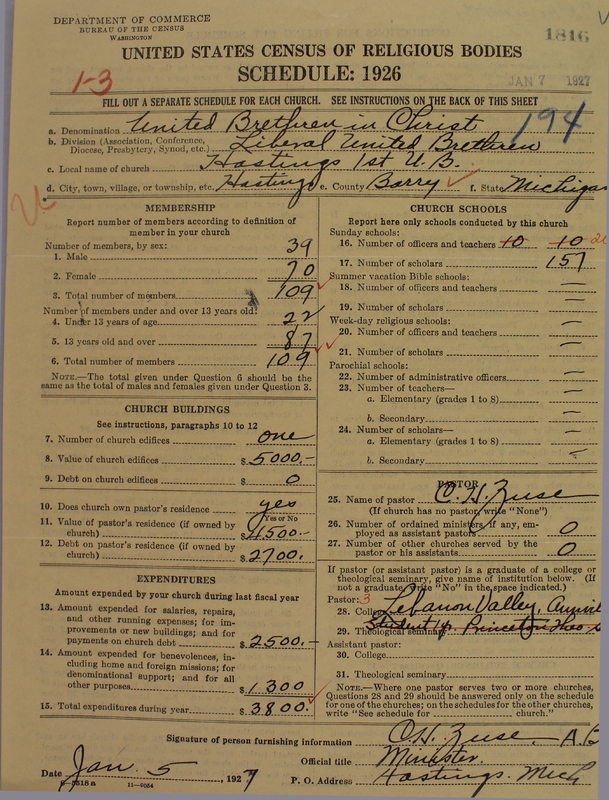 DEPARTMENT OF COMMERCE
BUREAU OF THE CENSUS
WASHINGTON
1816
UNITED STATES CENSUS OF RELIGIOUS BODIES
SCHEDULE: 1926
1-3
JAN 7 1927
FILL OUT A SEPARATE SCHEDULE FOR EACH CHURCH. SEE INSTRUCTIONS ON THE BACK OF THIS SHEET
194
a. Denomination United Brethren in Christ
b. Division (Association, Conference, Diocese, Presbytery, Synod, etc.) Liberal United Brethren
c. Local name of church Hastings 1st U.B.
d. City, town, village, or township, etc. Hastings e. County Barry f. State Michigan
MEMBERSHIP
Report number of members according to definition of member in your church
Number of members, by sex:
1. Male 39
2. Female 70
3. Total number of members 109
Number of members under and over 13 years old:
4. Under 13 years of age 22
5. 13 years old and over 87
6. Total number of members 109
NOTE.—The total given under Question 6 should be the same as the total of males and females given under Question 3.
CHURCH BUILDINGS
See instructions, paragraphs 10 to 12
7. Number of church edifices one
8. Value of church edifices $ 5000.-
9. Debt on church edifices $ 0
10. Does church own pastor's residence yes
Yes or No
11. Value of pastor's residence (if owned by church) $ 4500.-
12. Debt on pastor's residence (if owned by church) $ 2700.
EXPENDITURES
Amount expended by church during last fiscal year
13. Amount expended for salaries, repairs, and other running expenses; for improvements or new buildings; and for payments on church debt $ 2500.-
14. Amount expended for benevolences, including home and foreign missions; for denominational support; and for all other purposes $ 1300
15. Total expenditures during year $ 3800.
CHURCH SCHOOLS
Report here only schools conducted by this church
Sunday schools:
16. Number of officers and teachers 10 10
17. Number of scholars 157
Summer vacation Bible schools:
18. Number of officers and teachers —
19. Number of scholars —
Week-day religious schools:
20. Number of officers and teachers —
21. Number of scholars —
Parochial schools:
22. Number of administrative officers —
23. Number of teachers—
a. Elementary (grades 1 to 8) —
b. Secondary —
24. Number of scholars—
a. Elementary (grades 1 to 8) —
b. Secondary —
PASTOR
25. Name of pastor C. H. Zuse
(If church has no pastor, write "None")
26. Number of ordained ministers, if any, employed as assistant pastors 0
27. Number of other churches served by the pastor or his assistants 0
If pastor (or assistant pastor) is a graduate of a college or theological seminary, give name of institution below. (If not a graduate write "No" in the space indicated.)
Pastor: 3
28. College Lebanon Valley,
29. Theological seminary Student Princeton Theo.
Assistant pastor:
30. College
31. Theological seminary
NOTE.—Where one pastor serves two or more churches, Questions 28 and 29 should be answered only on the schedule for one of the churches; on the schedules for the other churches, write "See schedule for church."
Signature of person furnishing information C. H. Zuse, A.B
Official title Minister.
Date Jan. 5, 1927 P. O. Address Hastings. Mich
8-5518a 11-9054